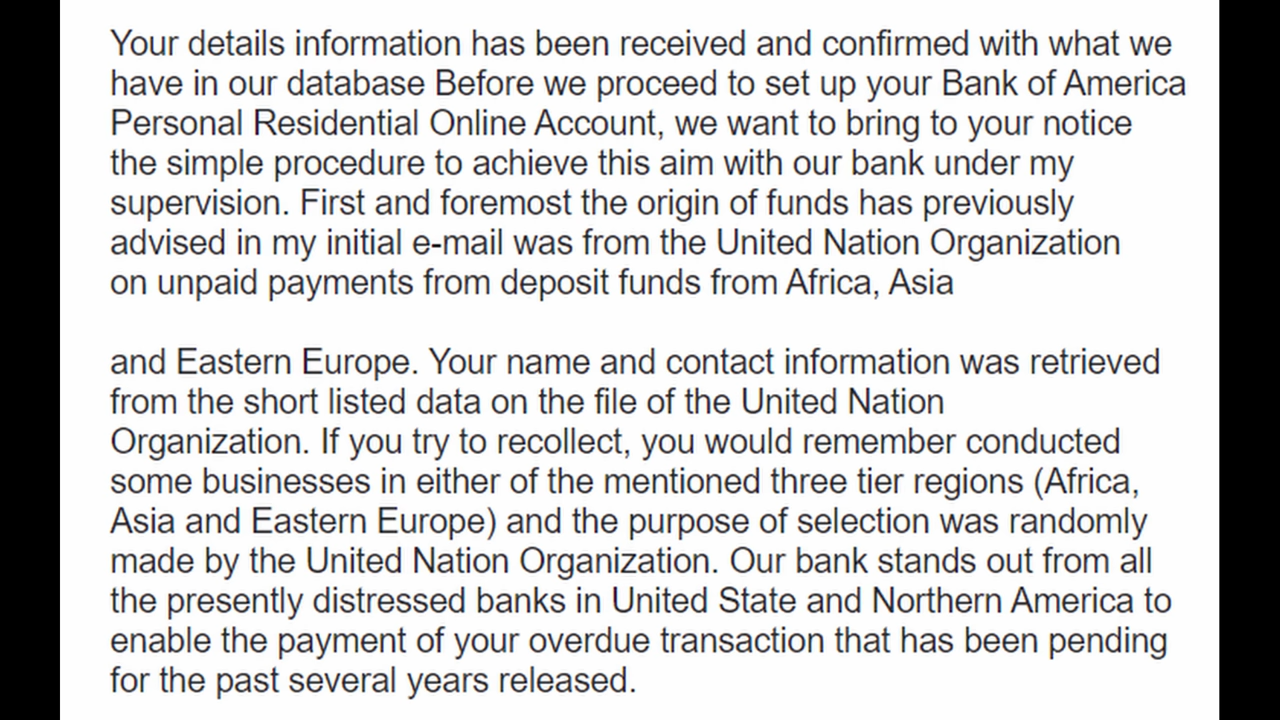 Your details information has been received and confirmed with what we
have in our database Before we proceed to set up your Bank of America
Personal Residential Online Account, we want to bring to your notice
the simple procedure to achieve this aim with our bank under my
supervision. First and foremost the origin of funds has previously
advised in my initial e-mail was from the United Nation Organization
on unpaid payments from deposit funds from Africa, Asia
and Eastern Europe. Your name and contact information was retrieved
from the short listed data on the file of the United Nation
Organization. If you try to recollect, you would remember conducted
some businesses in either of the mentioned three tier regions (Africa,
Asia and Eastern Europe) and the purpose of selection was randomly
made by the United Nation Organization. Our bank stands out from all
the presently distressed banks in United State and Northern America to
enable the payment of your overdue transaction that has been pending
for the past several years released.